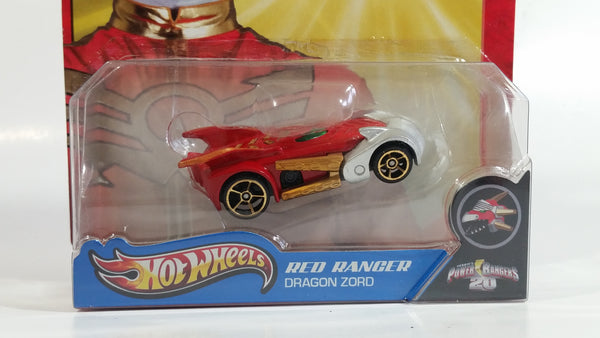 HOT WHEELS
RED RANGER
DRAGON ZORD
POWER RANGERS
20